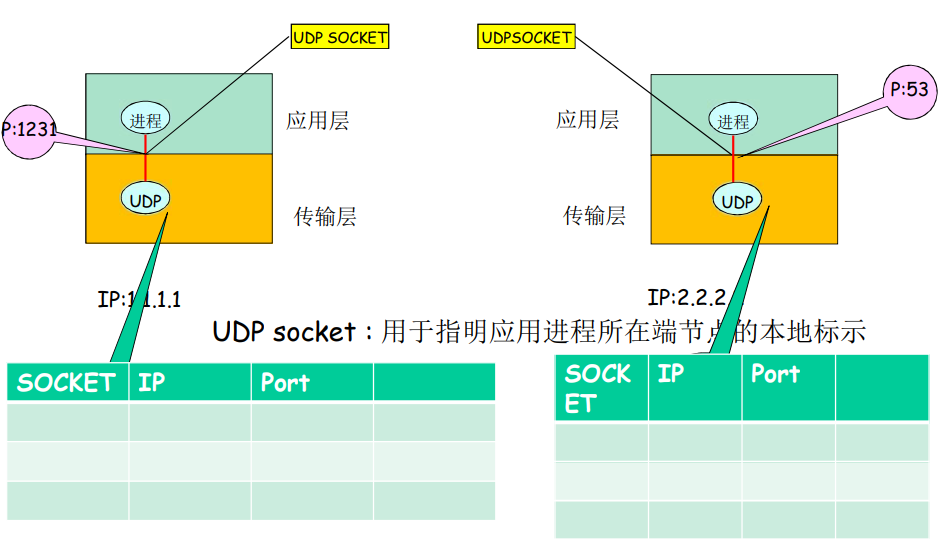 UDP SOCKET
UDPSOCKET
P:1231
进程
应用层
应用层
进程
P:53
UDP
传输层
传输层
UDP
IP:1.1.1.1
IP:2.2.2
UDP socket：用于指明应用进程所在端节点的本地标示
SOCKET IP Port
SOCK
ET
IP Port